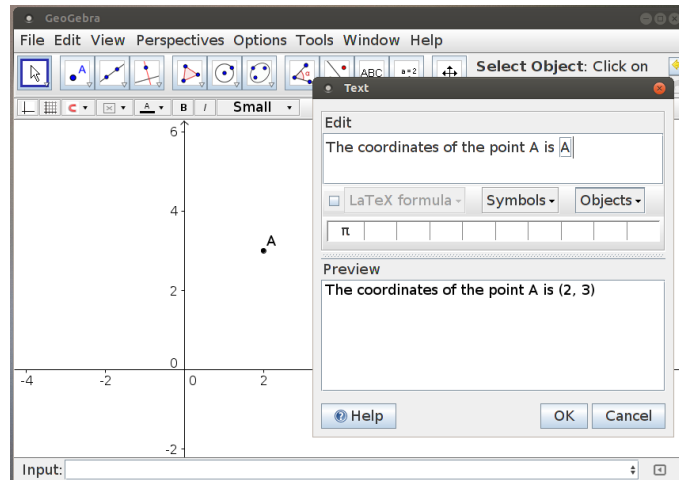 GeoGebra
File Edit View Perspectives Options Tools Window Help
A
α
ABC
a=2
Select Object: Click on
A
B I Small
Text
Edit
The coordinates of the point A is A
LaTeX formula
Symbols
Objects
π
Preview
The coordinates of the point A is (2, 3)
Help
OK
Cancel
6
4
A
2
0
-4
-2
0
2
-2
Input: